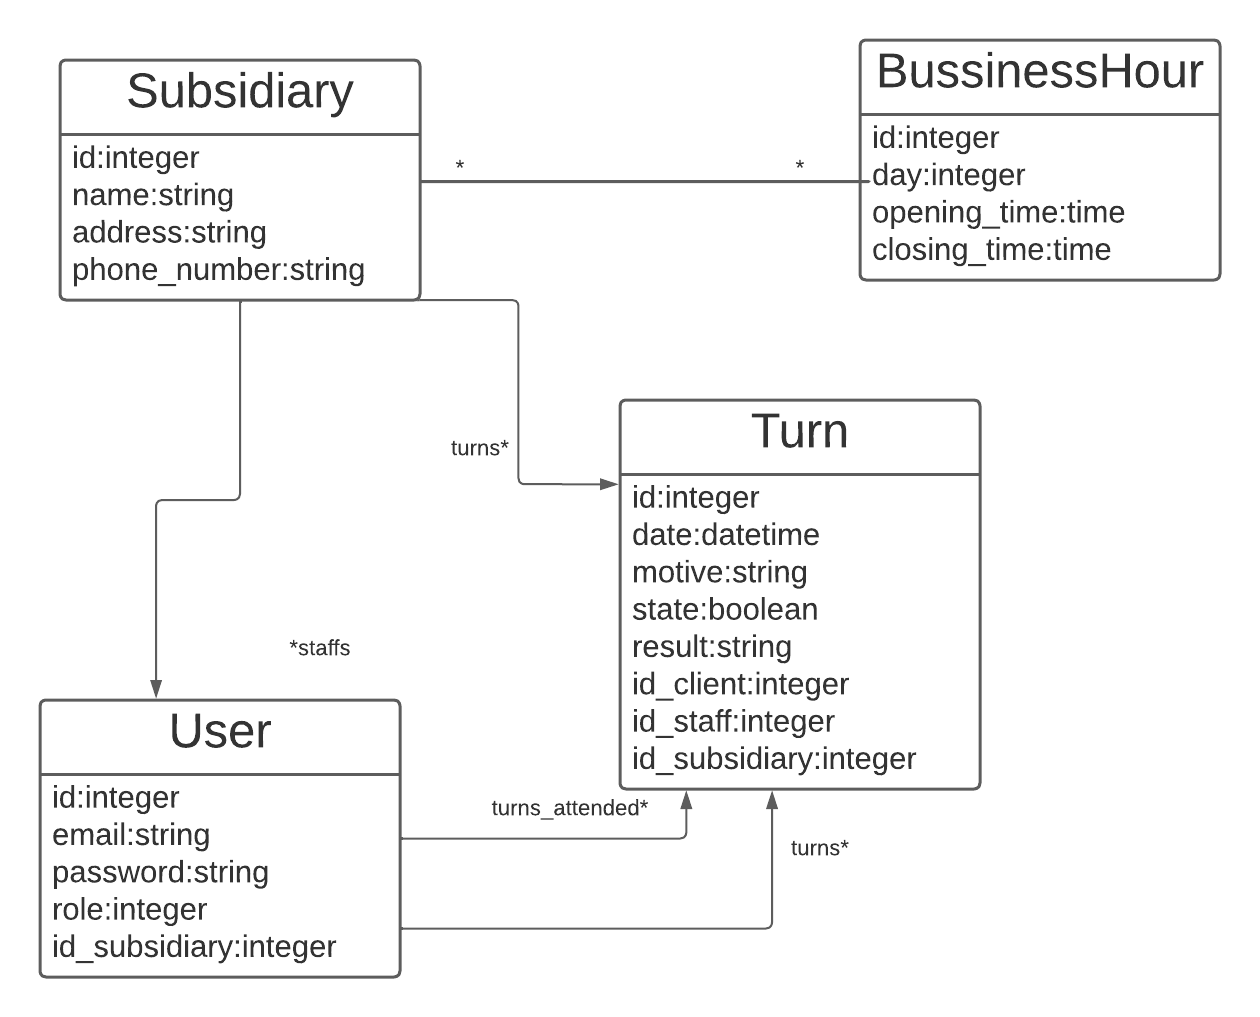 Subsidiary
id:integer
name:string
address:string
phone_number:string
*
*
BussinessHour
id:integer
day:integer
opening_time:time
closing_time:time
turns*
Turn
id:integer
date:datetime
motive:string
state:boolean
result:string
id_client:integer
id_staff:integer
id_subsidiary:integer
*staffs
User
id:integer
email:string
password:string
role:integer
id_subsidiary:integer
turns_attended*
turns*